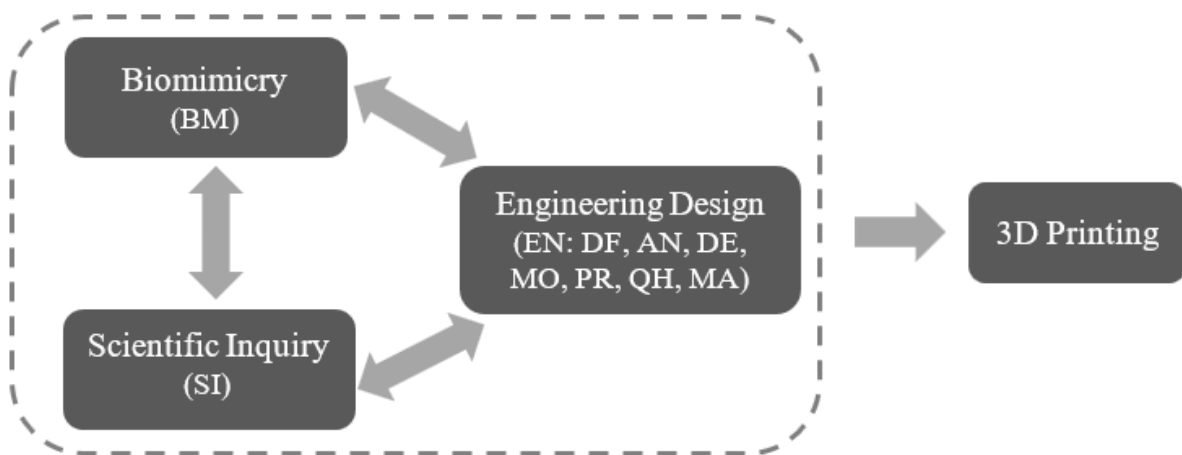 Biomimicry
(BM)
Engineering Design
(EN: DF, AN, DE,
MO, PR, QH, MA)
3D Printing
Scientific Inquiry
(SI)